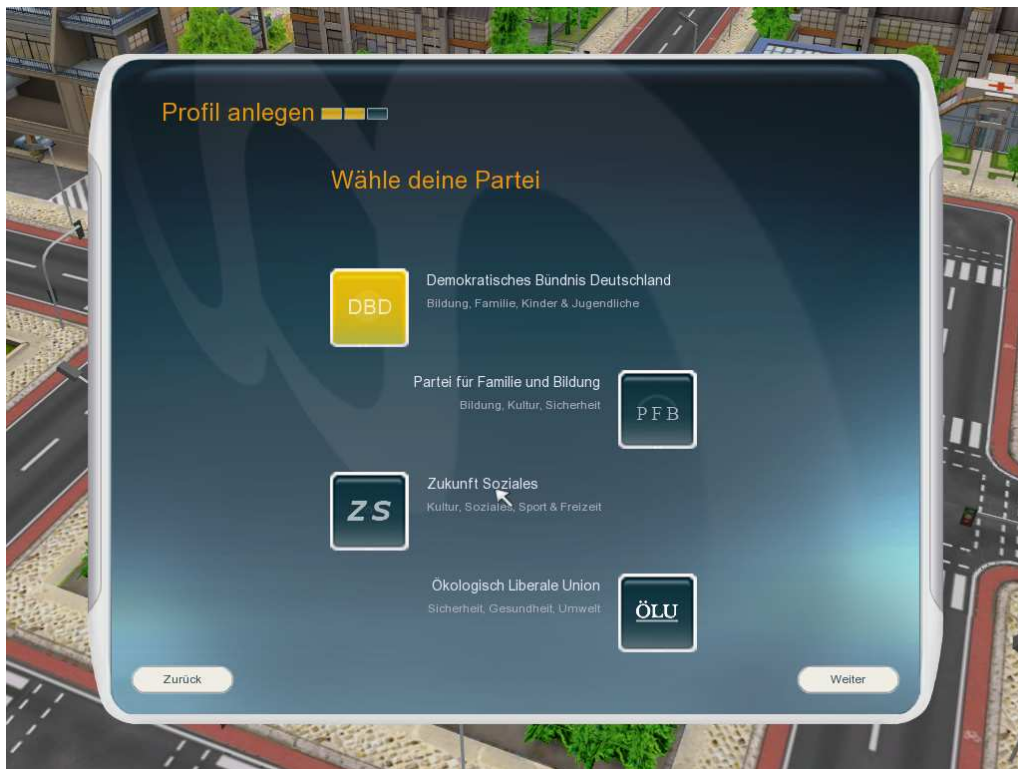 Profil anlegen
Wähle deine Partei
DBD
Demokratisches Bündnis Deutschland
Bildung, Familie, Kinder & Jugendliche
Partei für Familie und Bildung
Bildung, Kultur, Sicherheit
PFB
ZS
Zukunft Soziales
Kultur, Soziales, Sport & Freizeit
Ökologisch Liberale Union
Sicherheit, Gesundheit, Umwelt
ÖLU
Zurück
Weiter